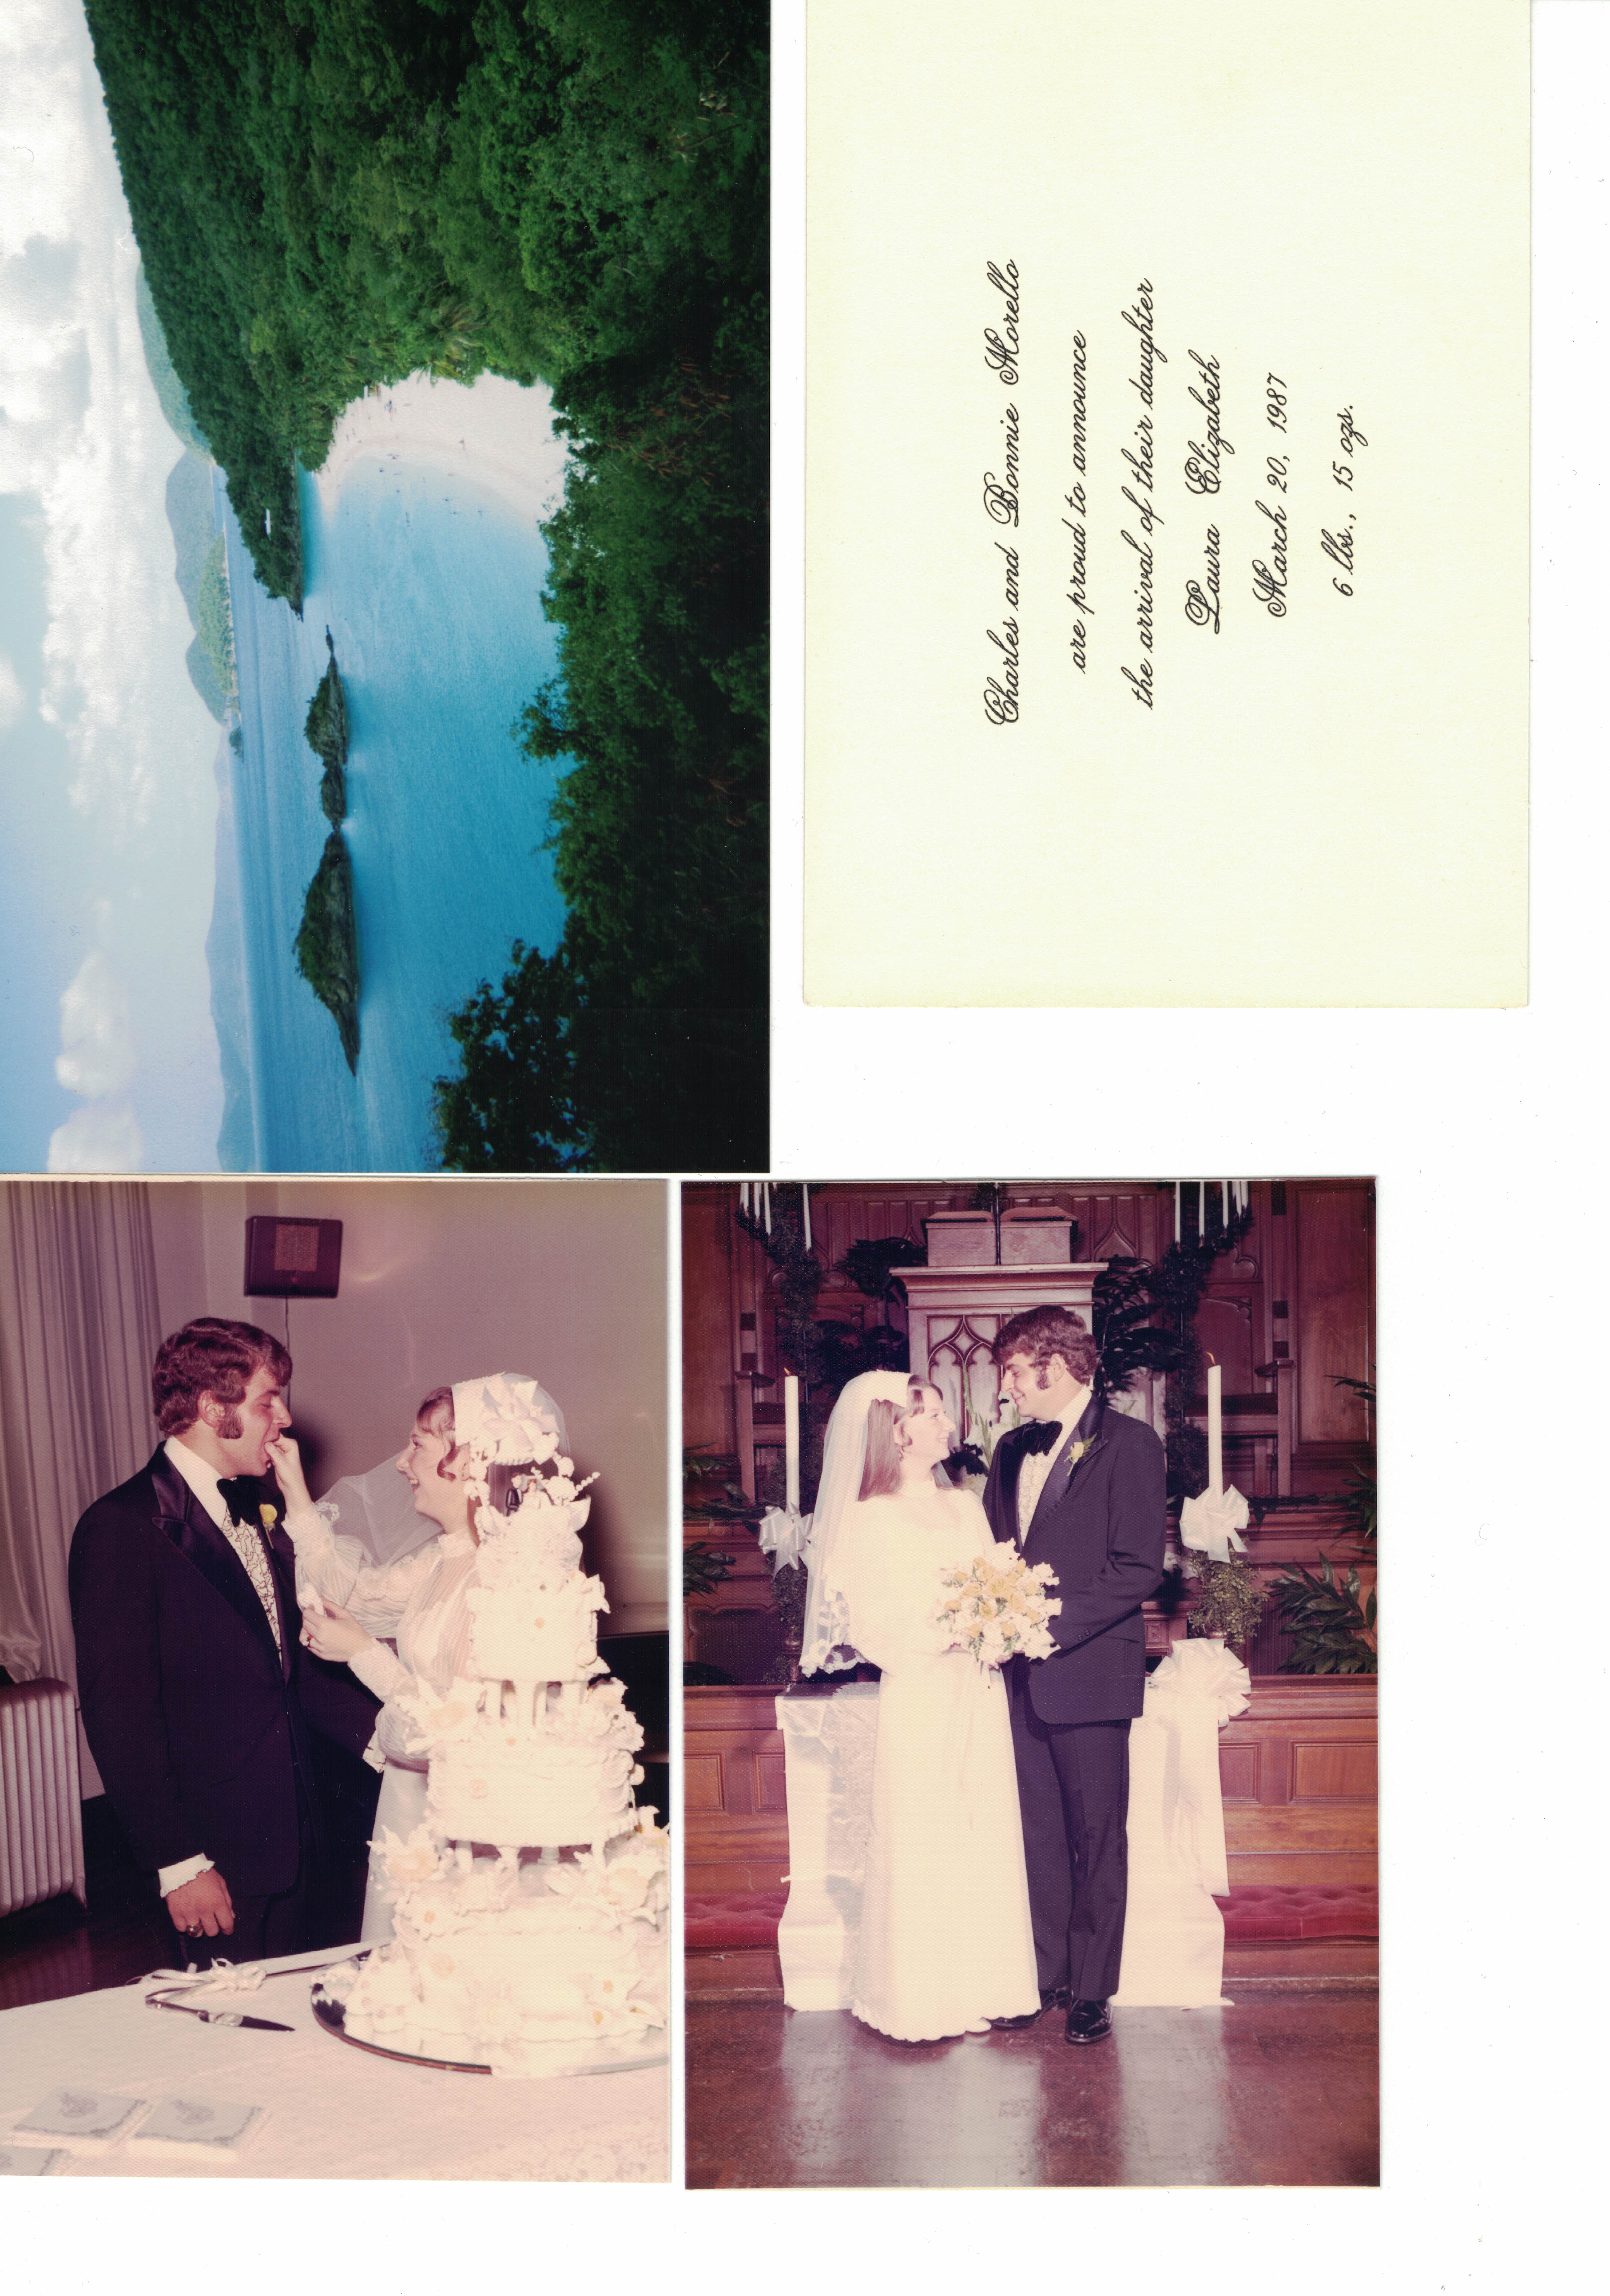 Charles and Bonnie Morello
are proud to announce
the arrival of their daughter
Laura Elizabeth
March 20, 1987
6 lbs., 15 ozs.